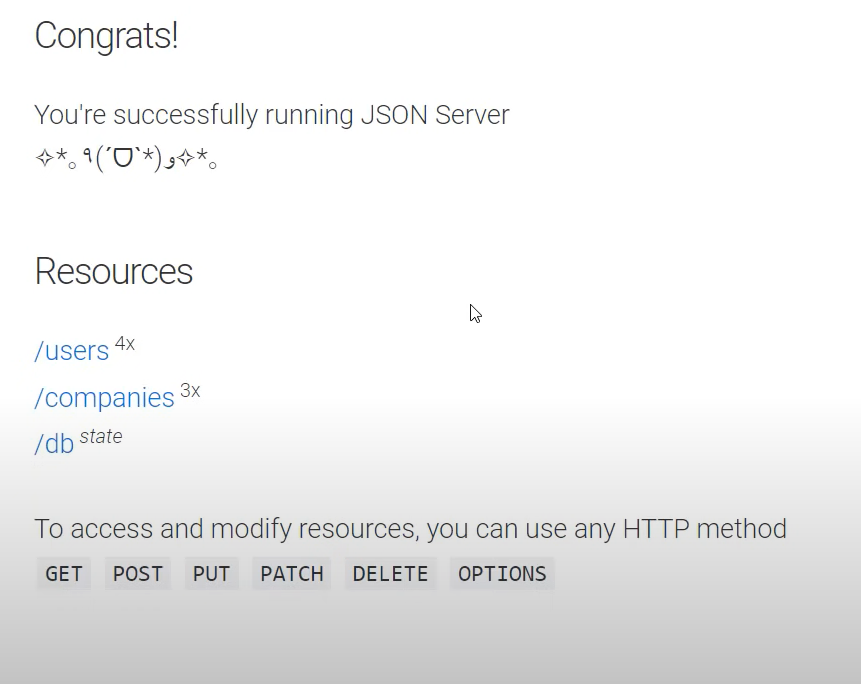 Congrats!
You're successfully running JSON Server
✧*｡٩(ˊᗜˋ*)و✧*｡
Resources
/users 4x
/companies 3x
/db state
To access and modify resources, you can use any HTTP method
GET POST PUT PATCH DELETE OPTIONS